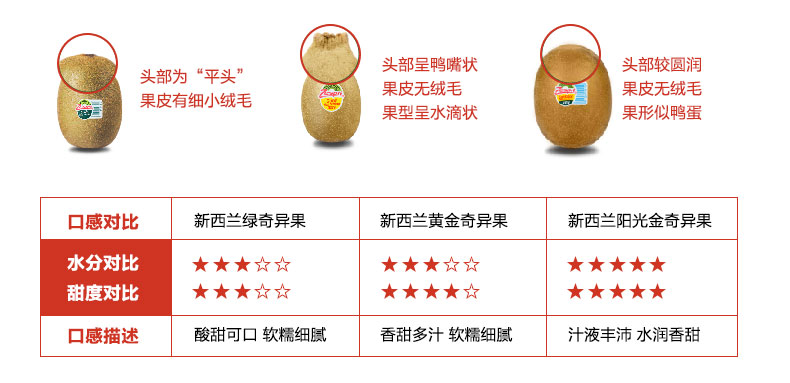 头部为“平头”
果皮有细小绒毛
头部呈鸭嘴状
果皮无绒毛
果型呈水滴状
头部较圆润
果皮无绒毛
果形似鸭蛋
口感对比 新西兰绿奇异果 新西兰黄金奇异果 新西兰阳光金奇异果
水分对比 ★★★☆☆ ★★★☆☆ ★★★★★
甜度对比 ★★★☆☆ ★★★★☆ ★★★★★
口感描述 酸甜可口 软糯细腻 香甜多汁 软糯细腻 汁液丰沛 水润香甜